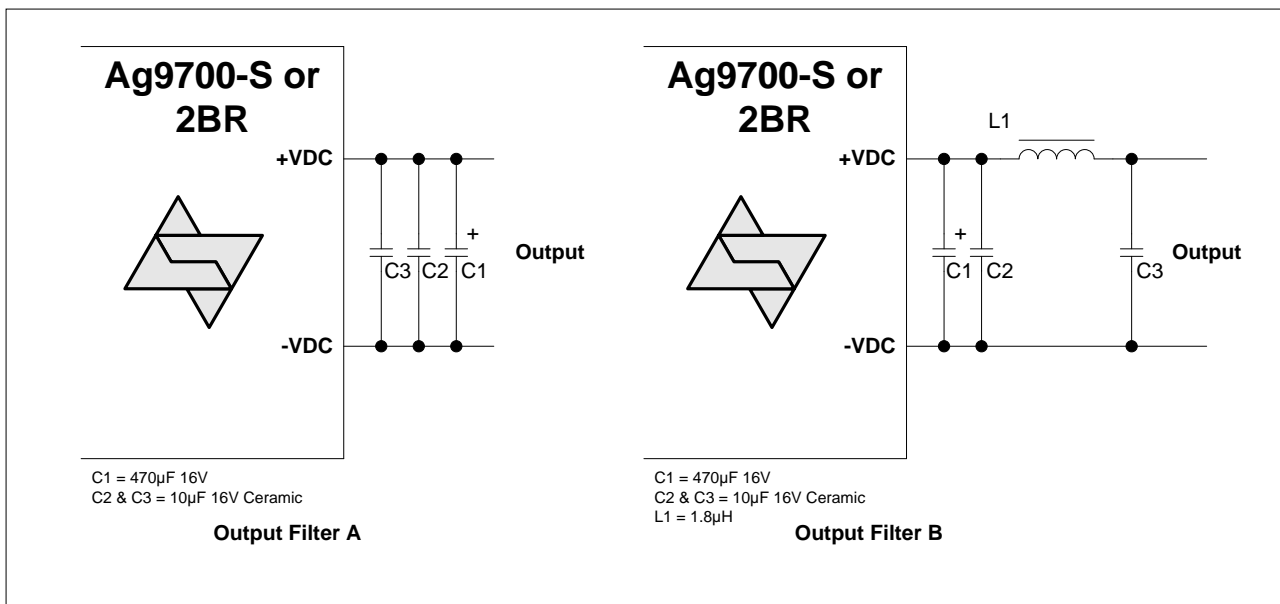 Ag9700-S or
2BR
+VDC
+
C3
C2
C1
Output
-VDC
C1 = 470µF 16V
C2 & C3 = 10µF 16V Ceramic
Output Filter A
Ag9700-S or
2BR
L1
+VDC
+
C1
C2
C3
Output
-VDC
C1 = 470µF 16V
C2 & C3 = 10µF 16V Ceramic
L1 = 1.8µH
Output Filter B